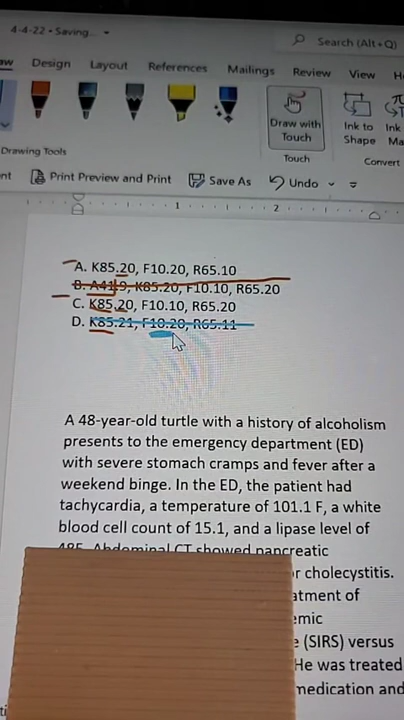 4-4-22 • Saving...
Search (Alt+Q)
Design Layout References Mailings Review View
Draw with Touch
Ink to Shape
Ink
Drawing Tools
Touch
Convert
Print Preview and Print Save As Undo
1 2
A. K85.20, F10.20, R65.10
B. A41.9, K85.20, F10.10, R65.20
C. K85.20, F10.10, R65.20
D. K85.21, F10.20, R65.11
A 48-year-old turtle with a history of alcoholism
presents to the emergency department (ED)
with severe stomach cramps and fever after a
weekend binge. In the ED, the patient had
tachycardia, a temperature of 101.1 F, a white
blood cell count of 15.1, and a lipase level of
485. Abdominal CT showed pancreatic
r cholecystitis.
atment of
emic
e (SIRS) versus
He was treated
medication and